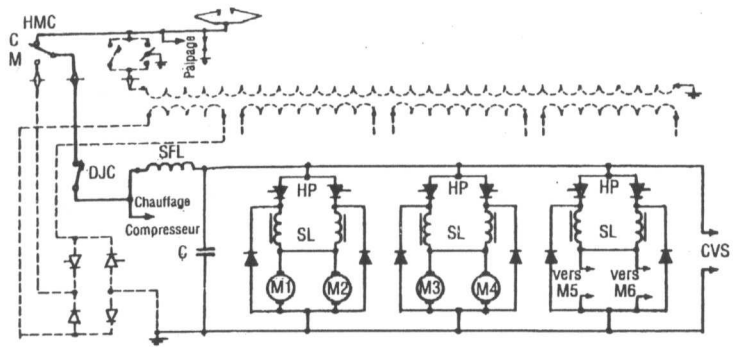 HMC
C
M
Palpage
SFL
DJC
Chauffage
Compresseur
C
HP
HP
HP
SL
SL
SL
CVS
M1
M2
M3
M4
vers
M5
vers
M6